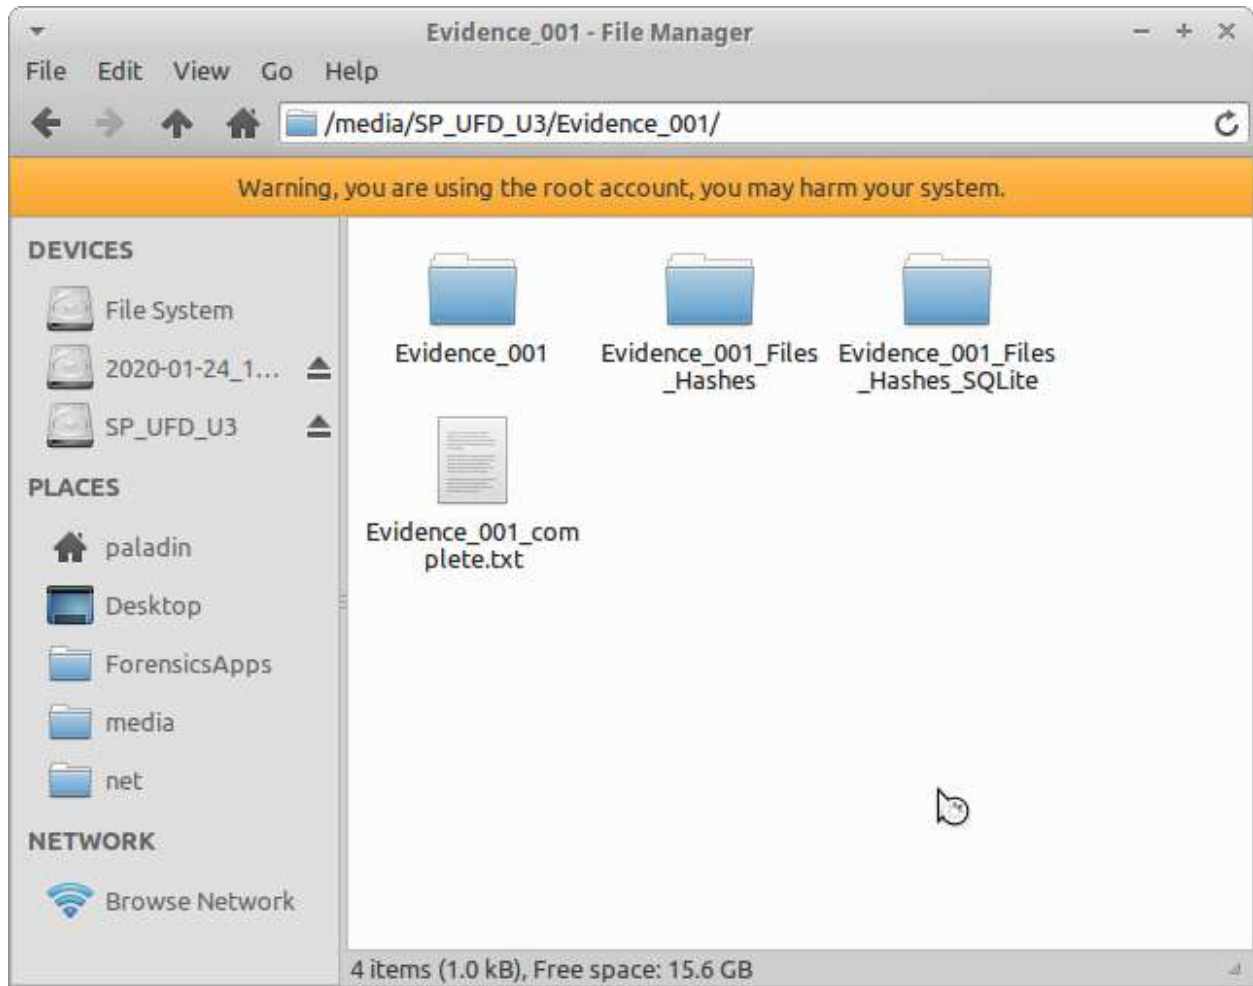 Evidence_001 - File Manager
File Edit View Go Help
/media/SP_UFD_U3/Evidence_001/
Warning, you are using the root account, you may harm your system.
DEVICES
File System
2020-01-24_1...
SP_UFD_U3
PLACES
paladin
Desktop
ForensicsApps
media
net
NETWORK
Browse Network
Evidence_001
Evidence_001_Files
_Hashes
Evidence_001_Files
_Hashes_SQLite
Evidence_001_com
plete.txt
4 items (1.0 kB), Free space: 15.6 GB